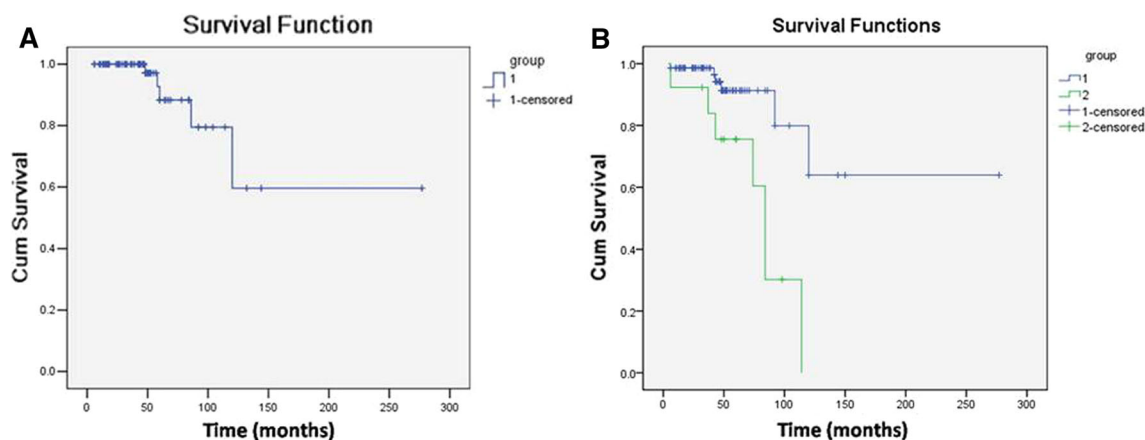 A
Survival Function
Cum Survival
1.0
0.8
0.6
0.4
0.2
0.0
0 50 100 150 200 250 300
Time (months)
group
1
1-censored
B
Survival Functions
Cum Survival
1.0
0.8
0.6
0.4
0.2
0.0
0 50 100 150 200 250 300
Time (months)
group
1
2
1-censored
2-censored